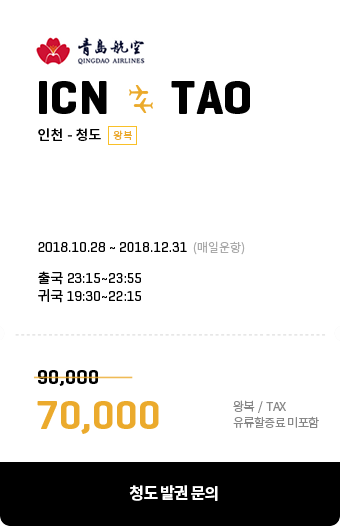 青島航空
QINGDAO AIRLINES
ICN TAO
인천 - 청도 왕복
2018.10.28 ~ 2018.12.31 (매일운항)
출국 23:15~23:55
귀국 19:30~22:15
90,000
70,000
왕복 / TAX
유류할증료 미포함
청도 발권 문의